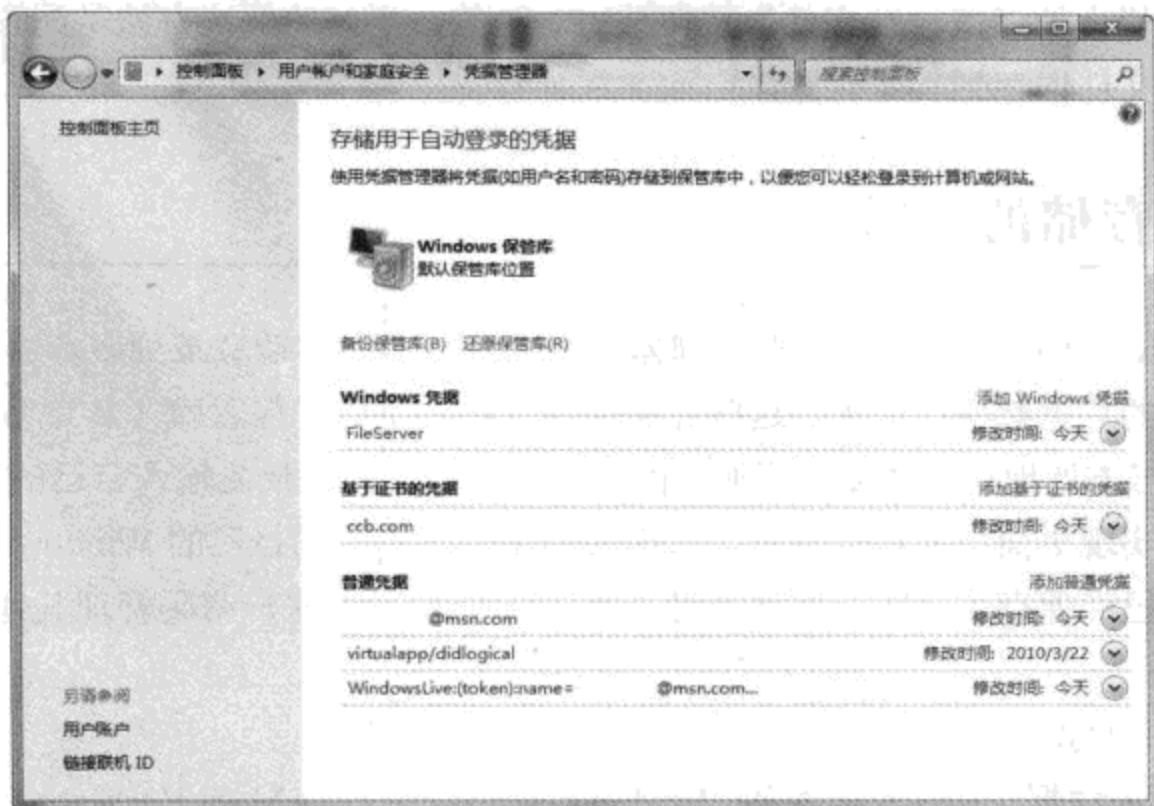 控制面板 ▸ 用户帐户和家庭安全 ▸ 凭据管理器
搜索控制面板
控制面板主页
存储用于自动登录的凭据
使用凭据管理器将凭据(如用户名和密码)存储到保管库中，以便您可以轻松登录到计算机或网站。
Windows 保管库
默认保管库位置
备份保管库(B) 还原保管库(R)
Windows 凭据 添加 Windows 凭据
FileServer 修改时间: 今天
基于证书的凭据 添加基于证书的凭据
ccb.com 修改时间: 今天
普通凭据 添加普通凭据
@msn.com 修改时间: 今天
virtualapp/didlogical 修改时间: 2010/3/22
WindowsLive:(token):name= @msn.com... 修改时间: 今天
另请参阅
用户账户
链接联机 ID